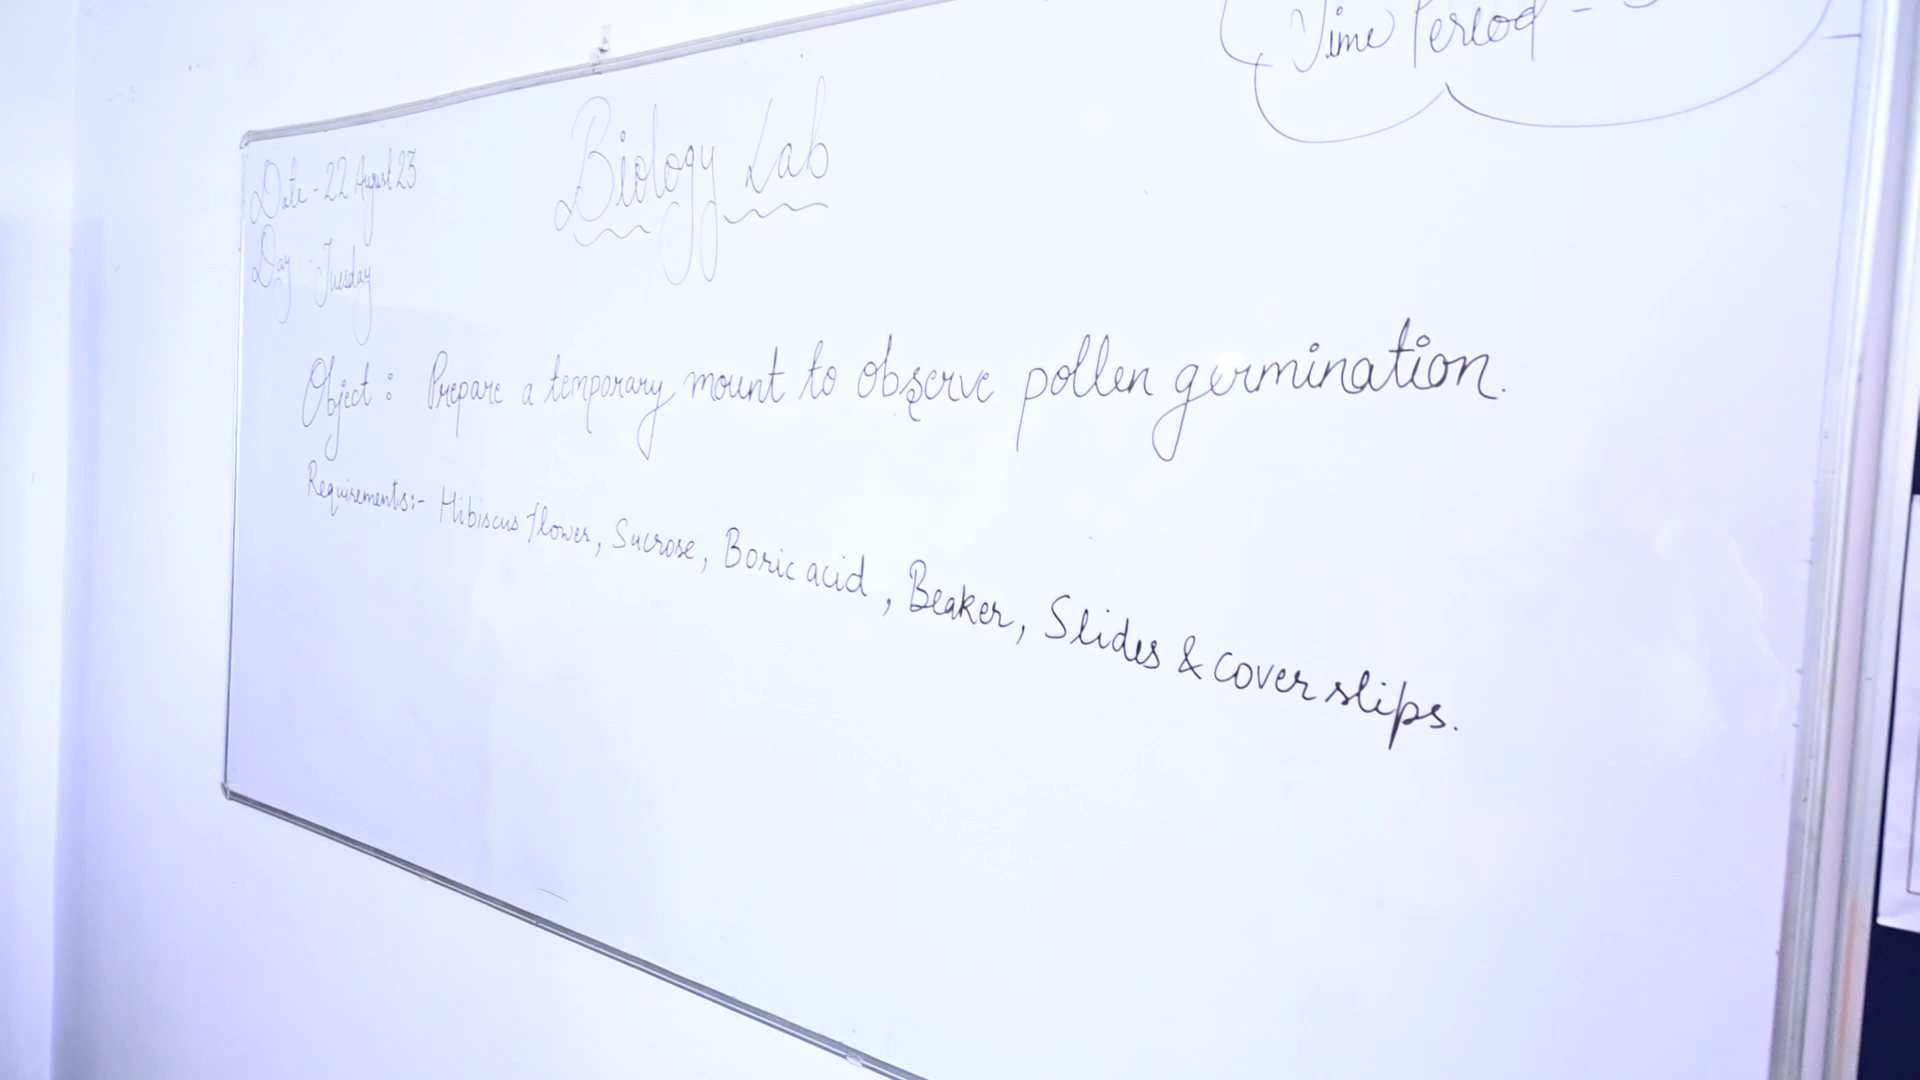 Time Period -
Biology Lab
Date - 22 August 23
Day - Tuesday
Object : Prepare a temporary mount to observe pollen germination.
Requirements:- Hibiscus flower, Sucrose, Boric acid, Beaker, Slides & cover slips.